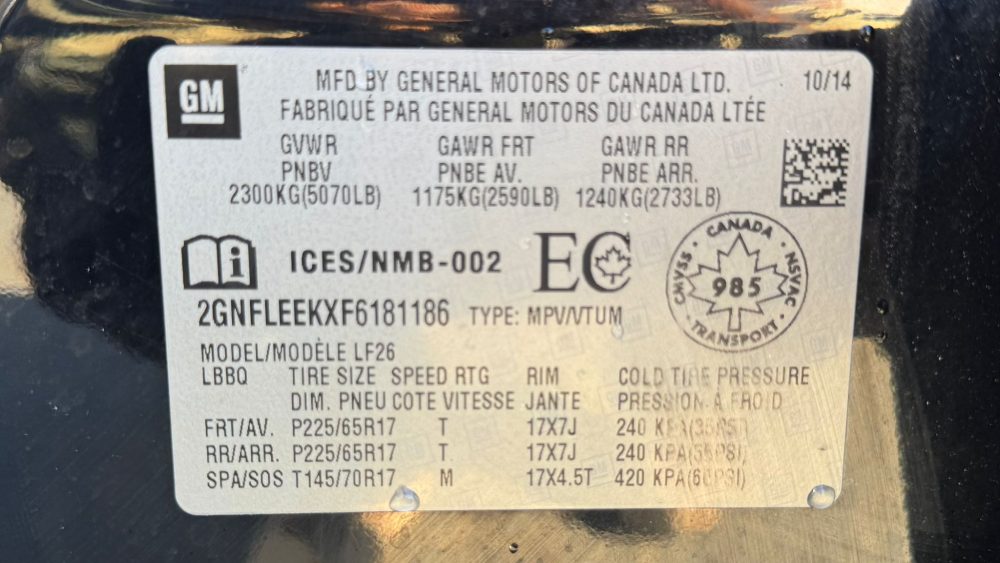 GM
MFD BY GENERAL MOTORS OF CANADA LTD. 10/14
FABRIQUÉ PAR GENERAL MOTORS DU CANADA LTÉE
GVWR GAWR FRT GAWR RR
PNBV PNBE AV. PNBE ARR.
2300KG(5070LB) 1175KG(2590LB) 1240KG(2733LB)
i ICES/NMB-002 EC
CANADA
CMVSS 985 NSVAC
TRANSPORT
2GNFLEEKXF6181186 TYPE: MPV/VTUM
MODEL/MODÈLE LF26
LBBQ TIRE SIZE SPEED RTG RIM COLD TIRE PRESSURE
DIM. PNEU COTE VITESSE JANTE PRESSION A FROID
FRT/AV. P225/65R17 T 17X7J 240 KPA(35PSI)
RR/ARR. P225/65R17 T. 17X7J 240 KPA(35PSI)
SPA/SOS T145/70R17 M 17X4.5T 420 KPA(60PSI)